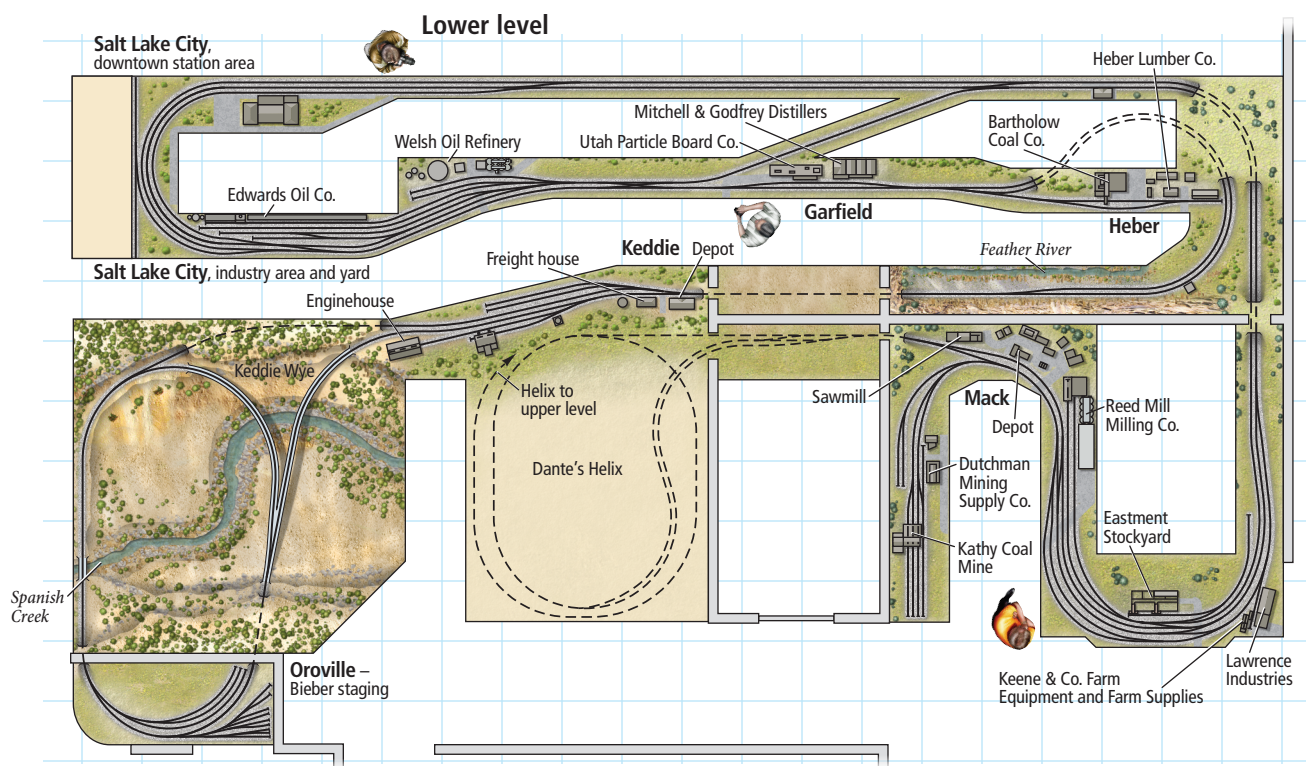 Lower level
Salt Lake City,
downtown station area
Heber Lumber Co.
Mitchell & Godfrey Distillers
Bartholow
Coal Co.
Welsh Oil Refinery
Utah Particle Board Co.
Edwards Oil Co.
Garfield
Heber
Keddie
Depot
Feather River
Salt Lake City, industry area and yard
Freight house
Enginehouse
Keddie Wye
Helix to
upper level
Sawmill
Mack
Depot
Reed Mill
Milling Co.
Dante's Helix
Dutchman
Mining
Supply Co.
Eastment
Stockyard
Kathy Coal
Mine
Spanish
Creek
Oroville –
Bieber staging
Keene & Co. Farm
Equipment and Farm Supplies
Lawrence
Industries